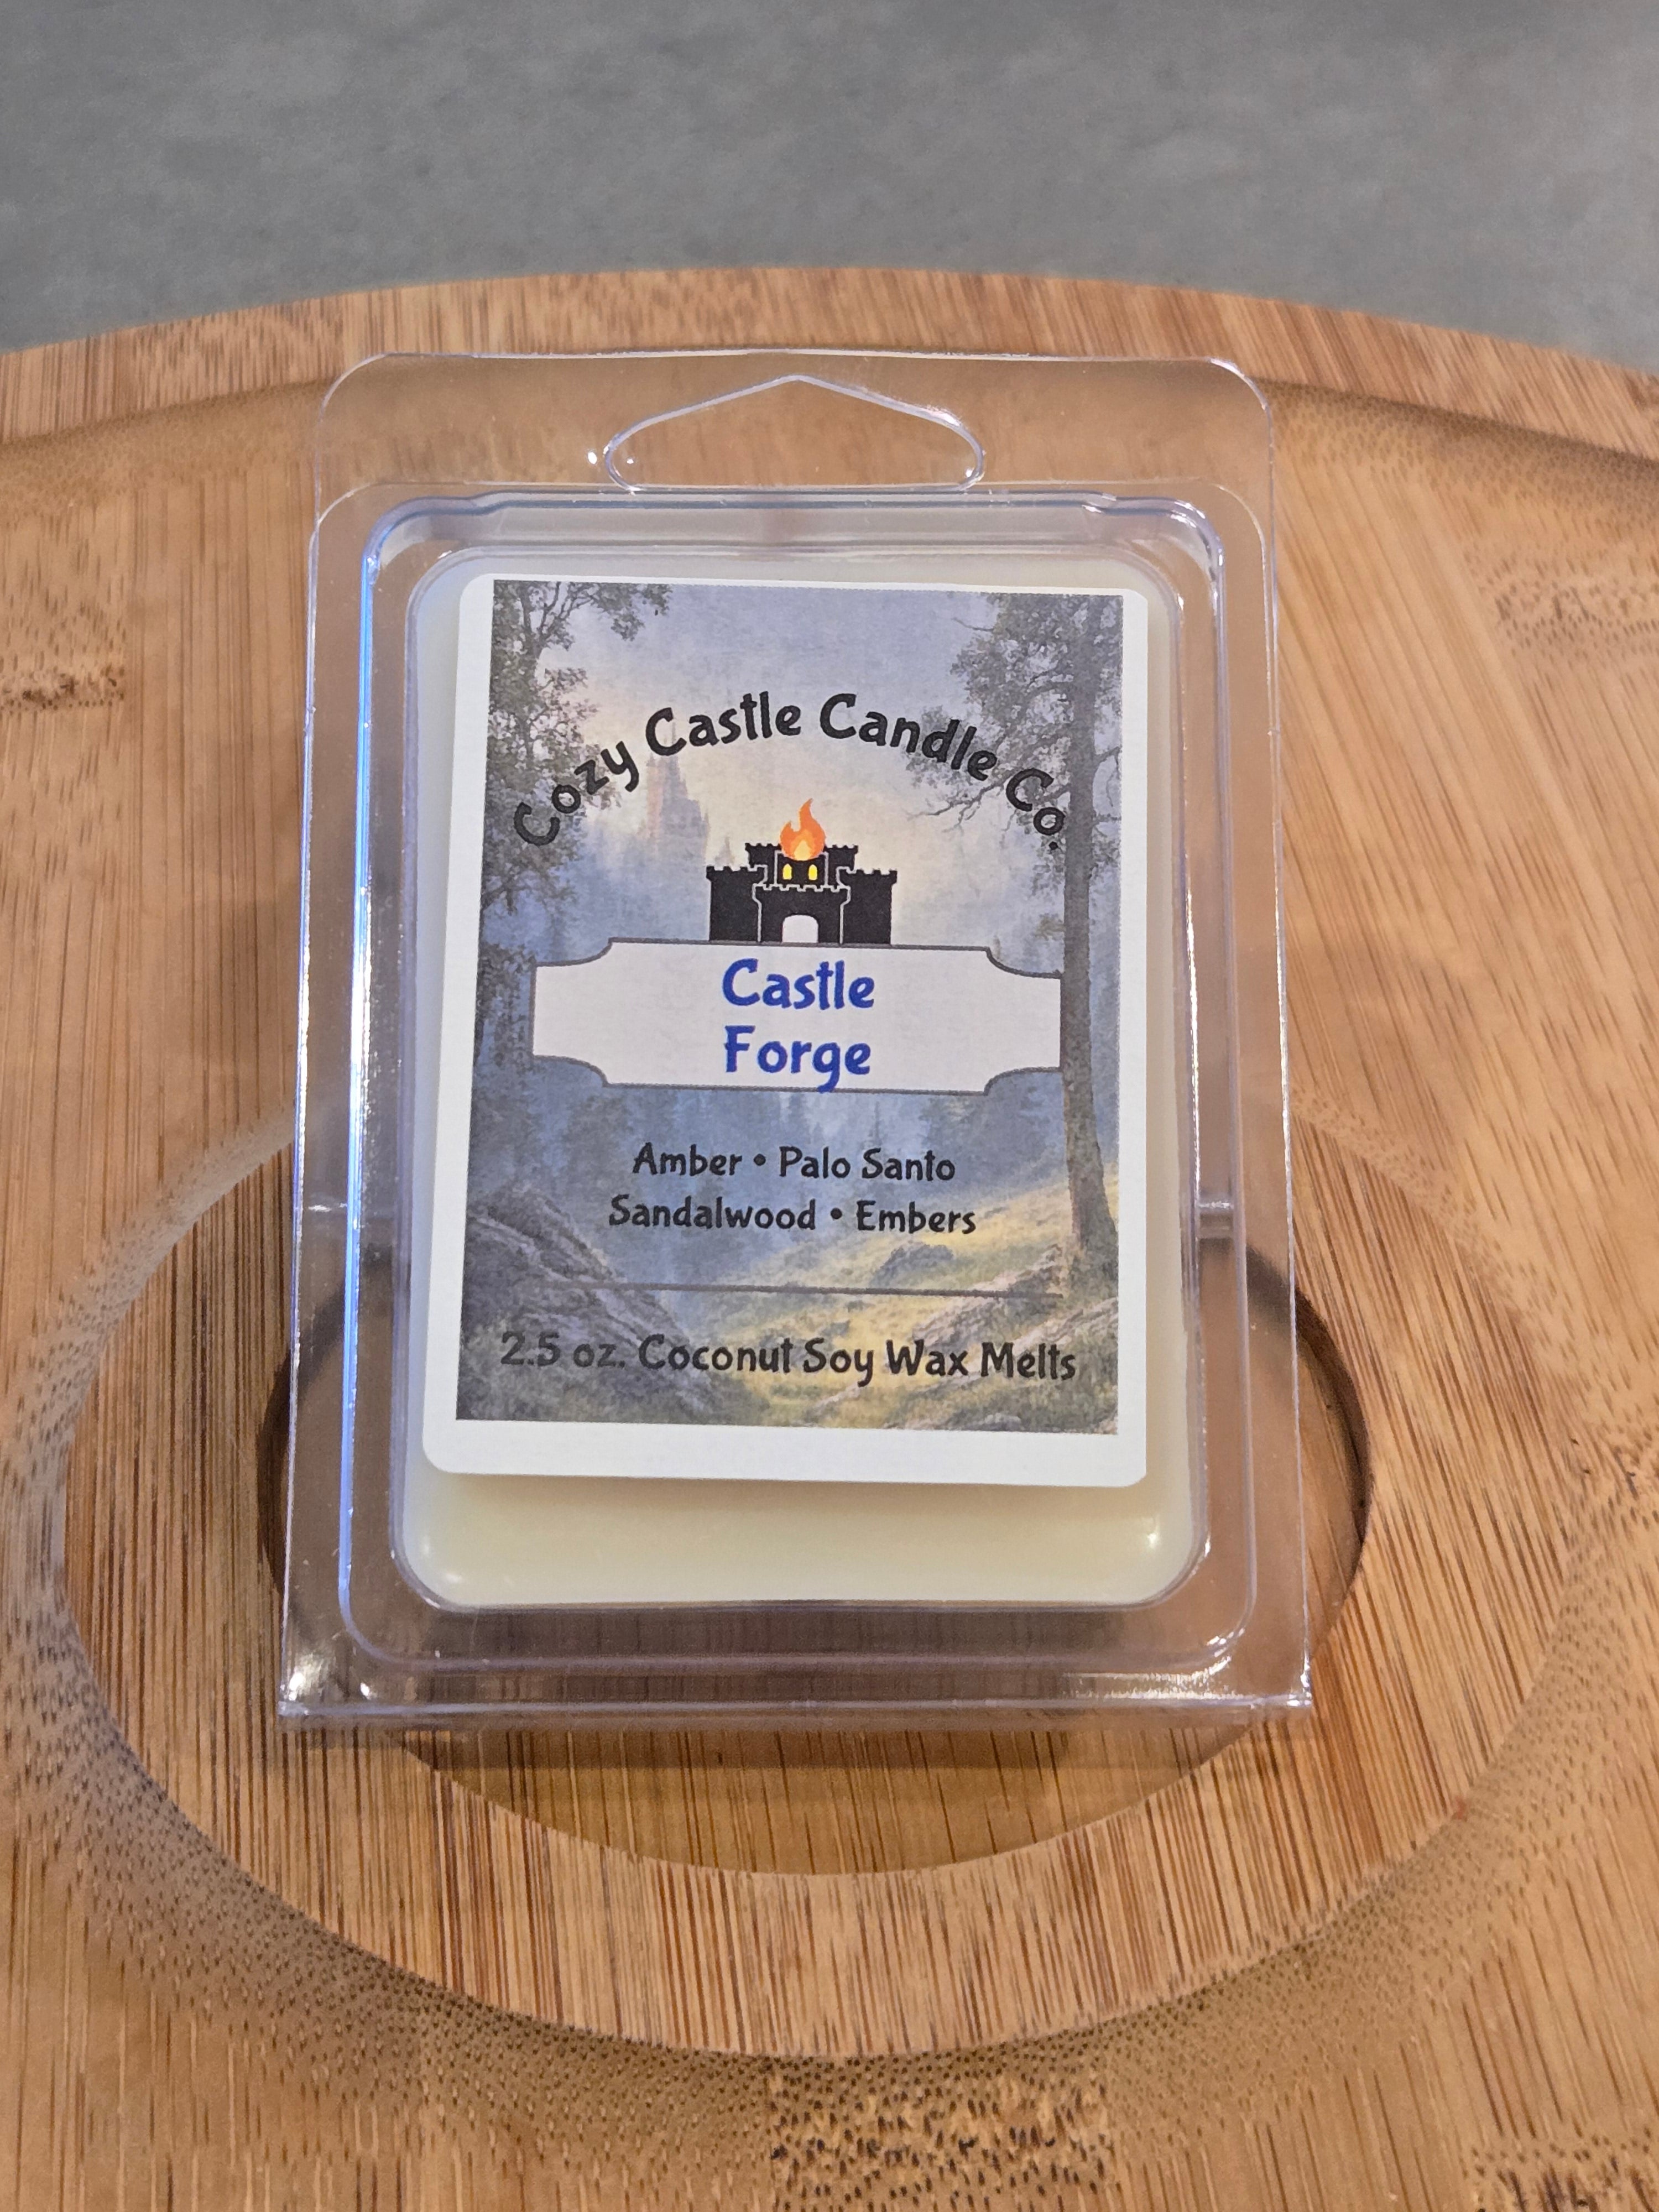 Cozy Castle Candle Co.
Castle
Forge
Amber • Palo Santo
Sandalwood • Embers
2.5 oz. Coconut Soy Wax Melts